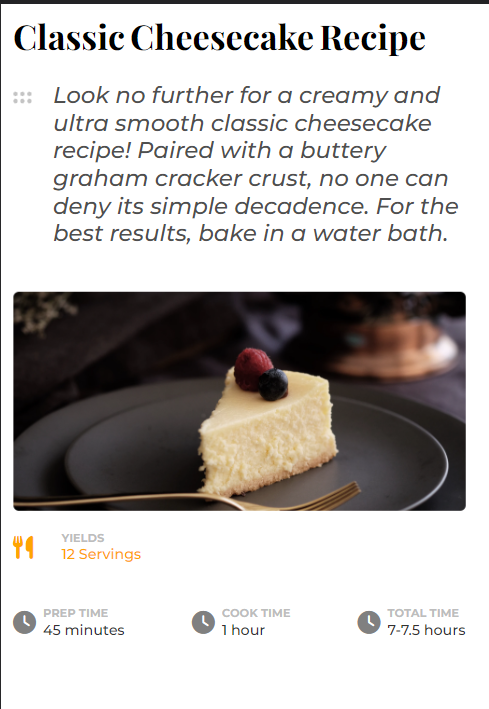 Classic Cheesecake Recipe
Look no further for a creamy and
ultra smooth classic cheesecake
recipe! Paired with a buttery
graham cracker crust, no one can
deny its simple decadence. For the
best results, bake in a water bath.
YIELDS
12 Servings
PREP TIME
45 minutes
COOK TIME
1 hour
TOTAL TIME
7-7.5 hours